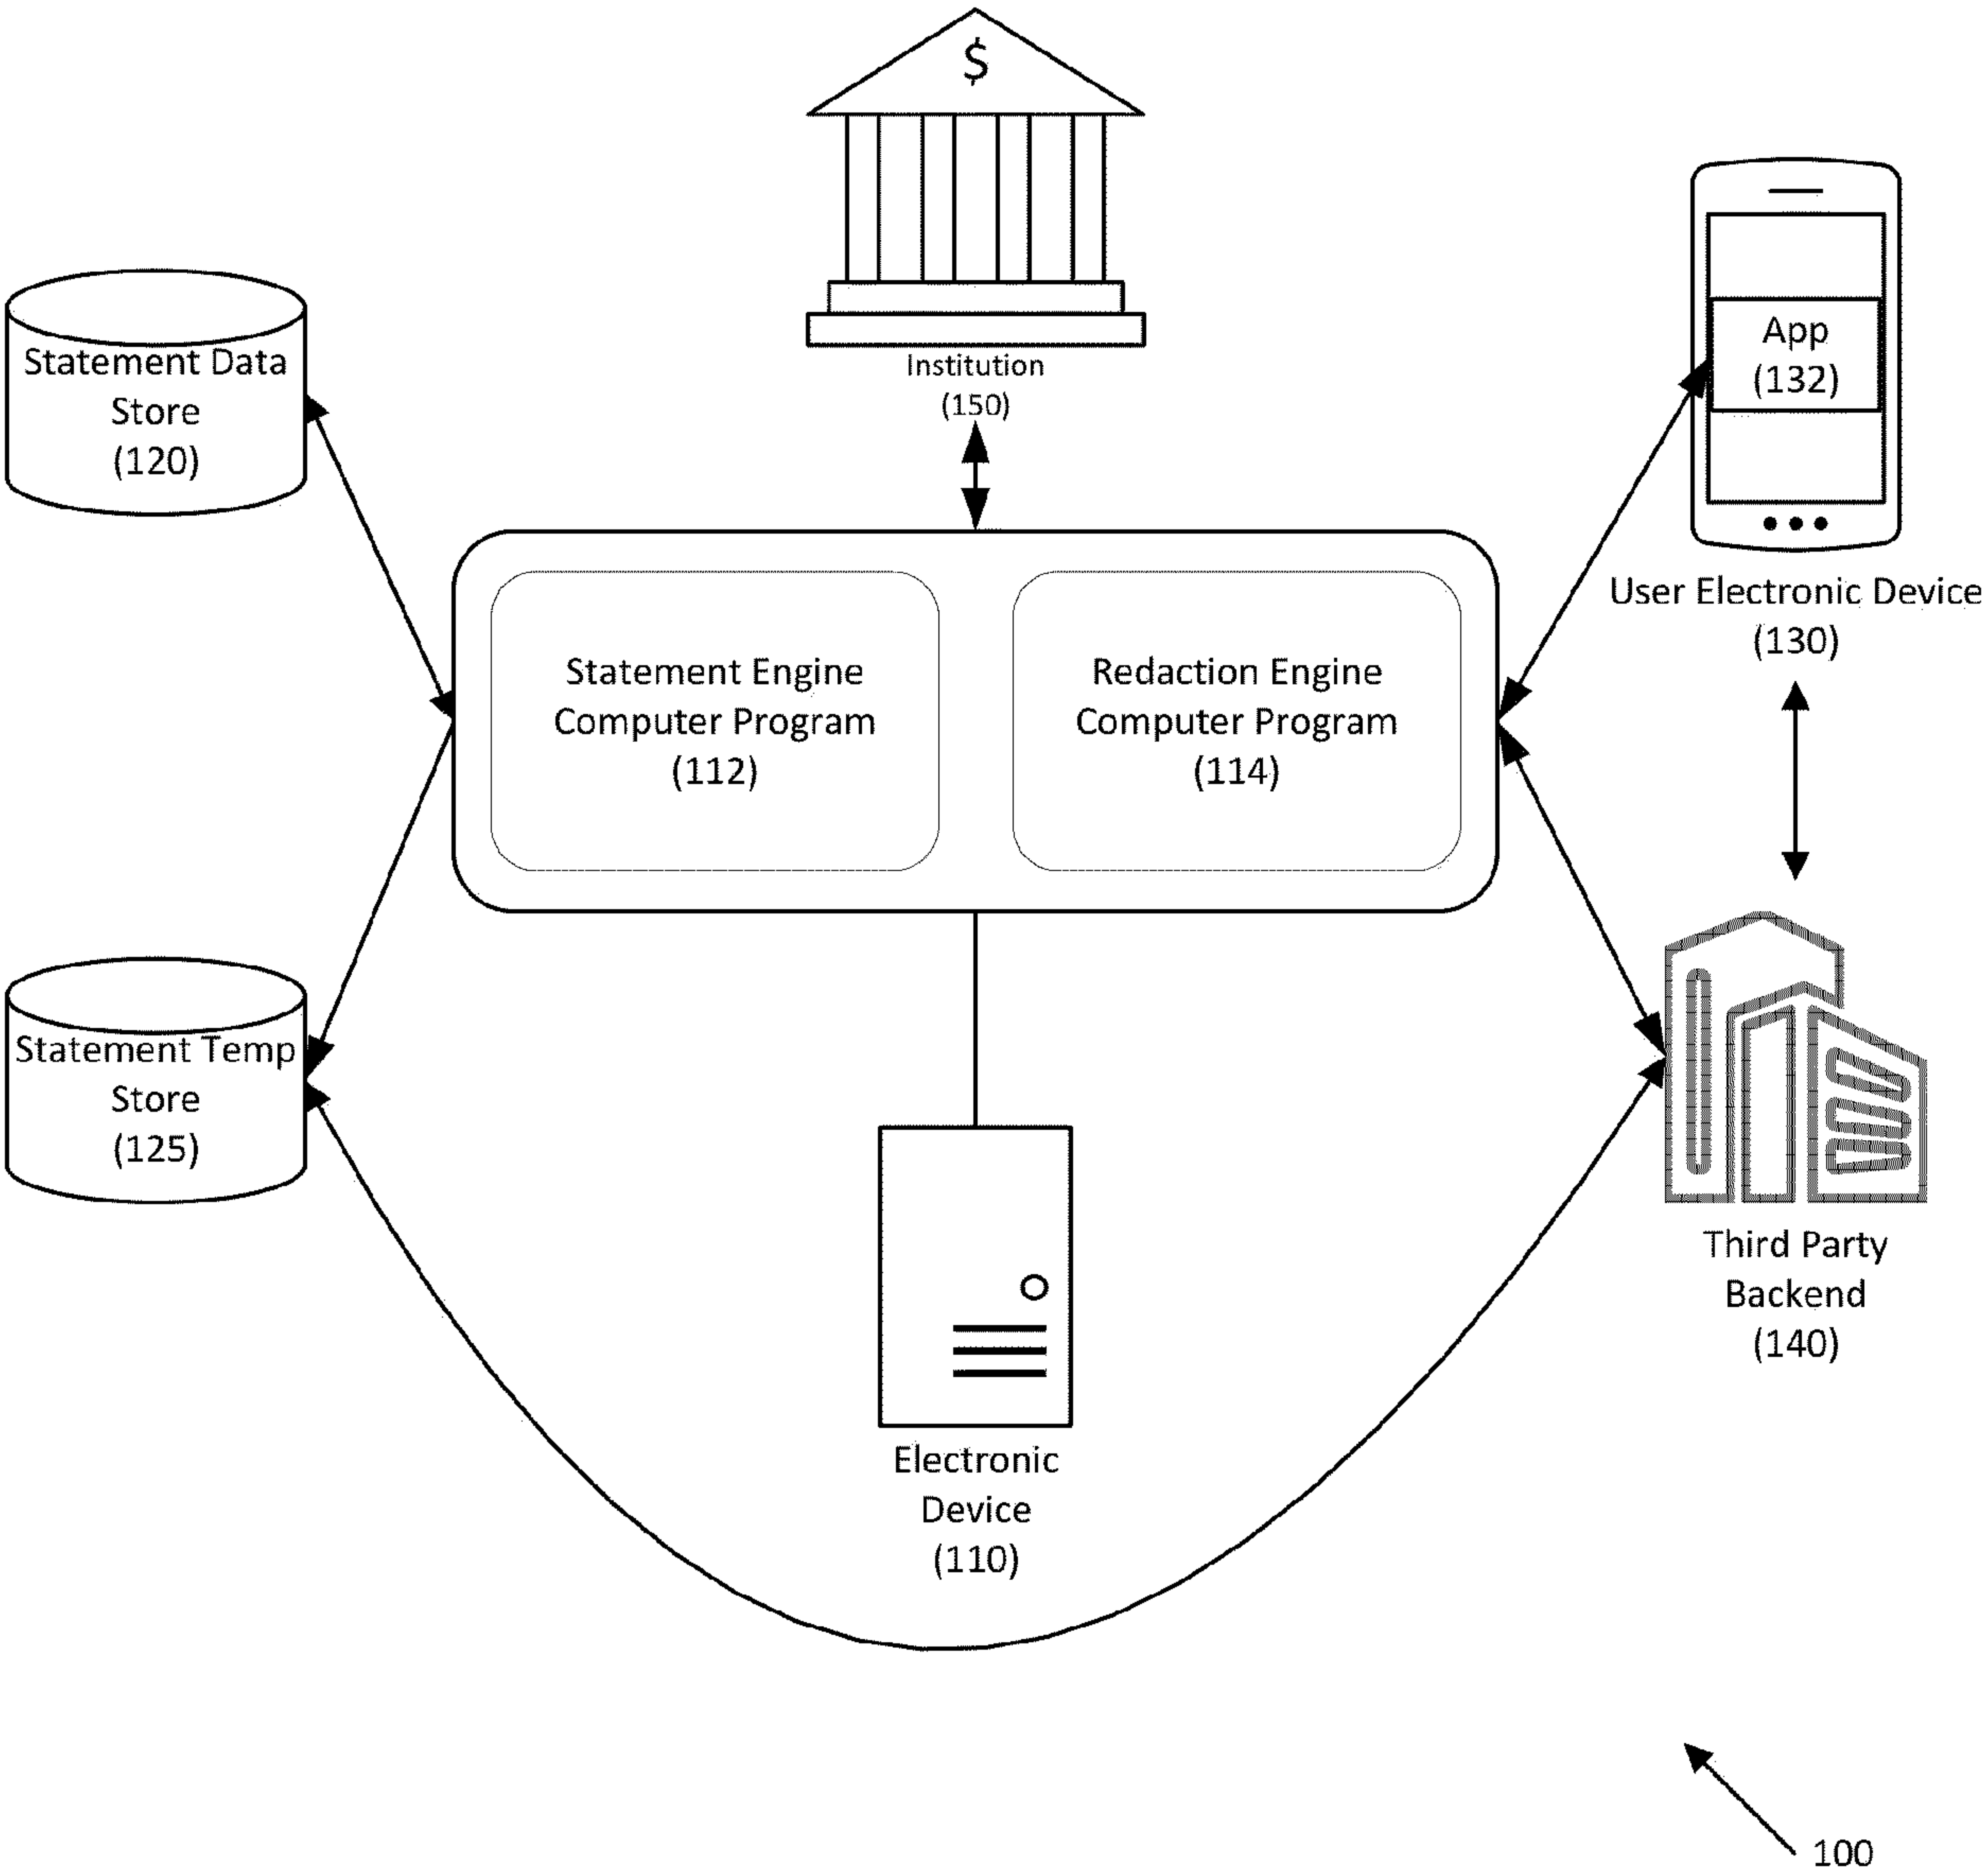 $
Institution
(150)
App
(132)
User Electronic Device
(130)
Statement Data
Store
(120)
Statement Engine
Computer Program
(112)
Redaction Engine
Computer Program
(114)
Statement Temp
Store
(125)
Third Party
Backend
(140)
Electronic
Device
(110)
100